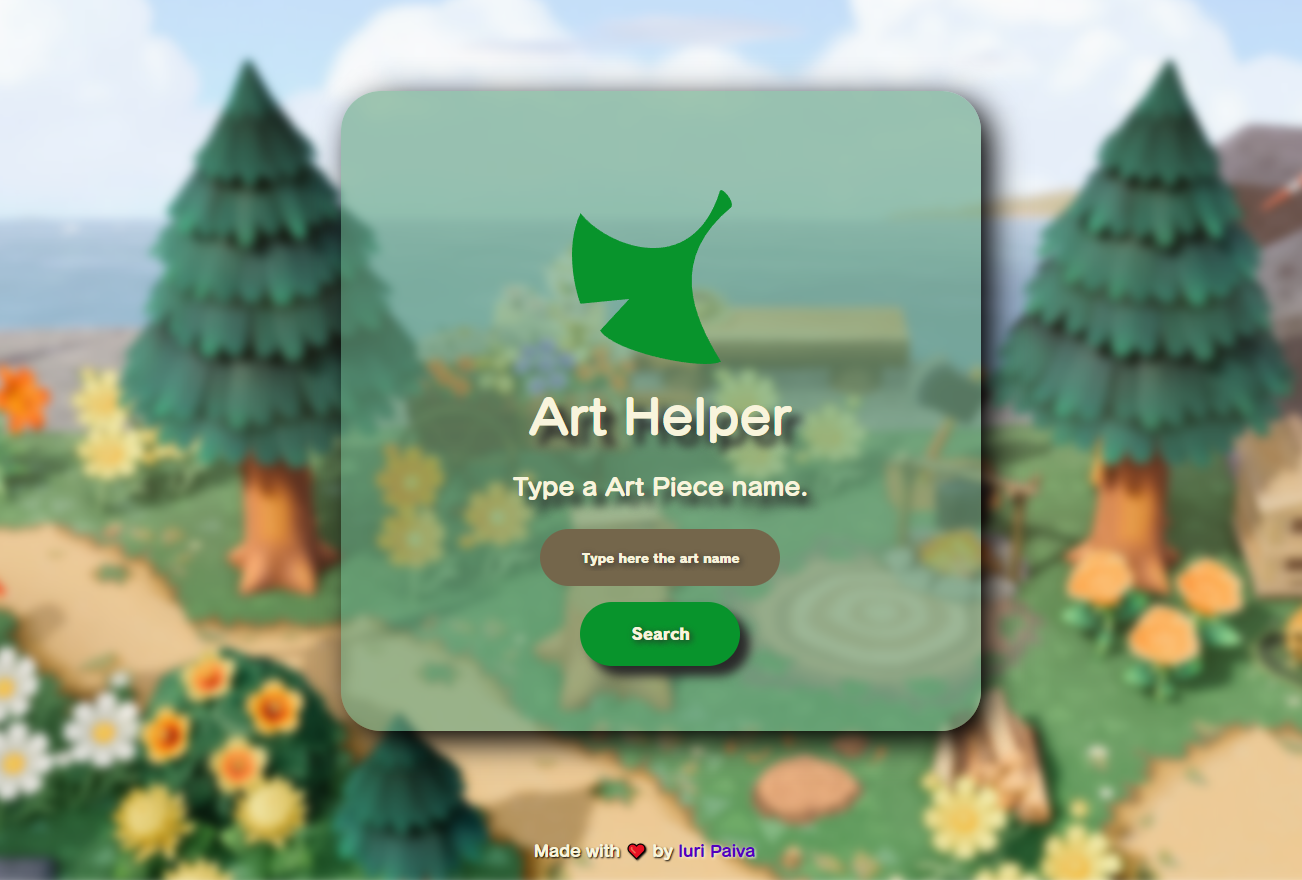 Art Helper
Type a Art Piece name.
Type here the art name
Search
Made with ❤ by Iuri Paiva